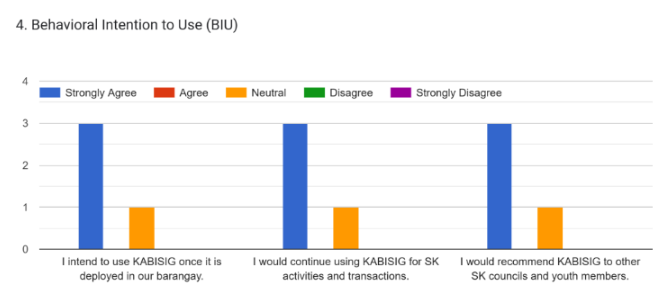 4. Behavioral Intention to Use (BIU)
4
Strongly Agree Agree Neutral Disagree Strongly Disagree
3
2
1
0
I intend to use KABISIG once it is
deployed in our barangay.
I would continue using KABISIG for SK
activities and transactions.
I would recommend KABISIG to other
SK councils and youth members.